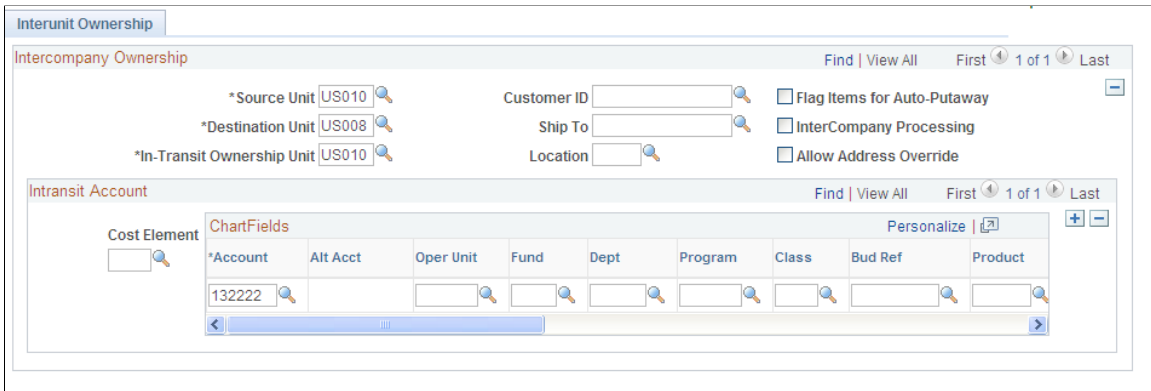 Interunit Ownership
Intercompany Ownership Find | View All First 1 of 1 Last
*Source Unit US010 Customer ID Flag Items for Auto-Putaway
*Destination Unit US008 Ship To InterCompany Processing
*In-Transit Ownership Unit US010 Location Allow Address Override
Intransit Account Find | View All First 1 of 1 Last
Cost Element ChartFields Personalize |
*Account Alt Acct Oper Unit Fund Dept Program Class Bud Ref Product
132222